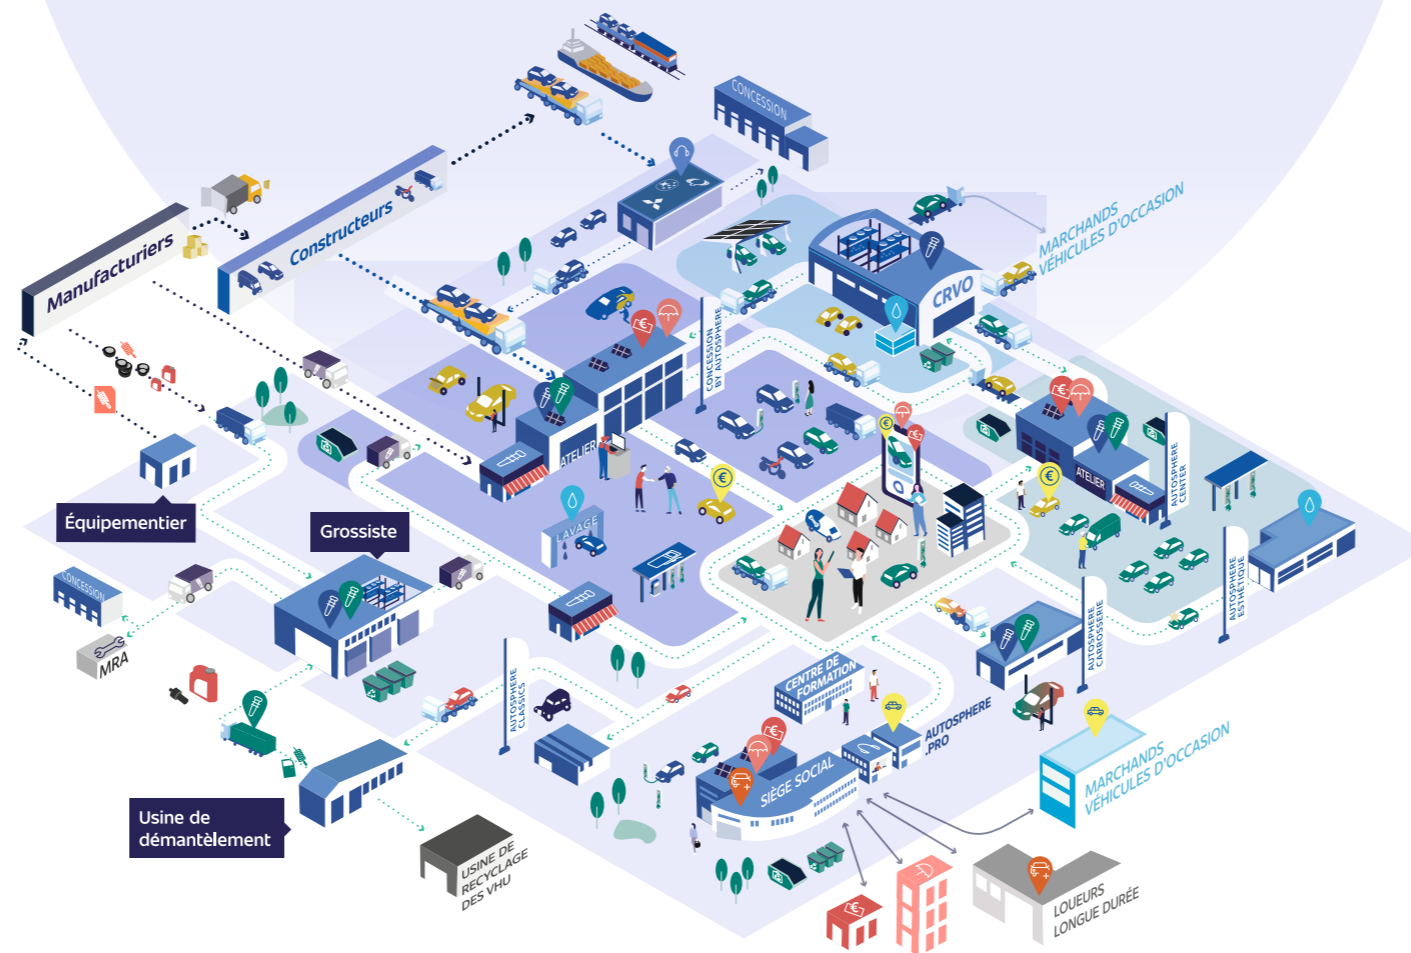 CONCESSION
Manufacturiers
Constructeurs
MARCHANDS
VÉHICULES D'OCCASION
CRVO
CONCESSION
BY AUTOSPHERE
ATELIER
ATELIER
AUTOSPHERE
CENTER
LAVAGE
Équipementier
Grossiste
AUTOSPHERE
ESTHÉTIQUE
CONCESSION
MRA
AUTOSPHERE
CARROSSERIE
AUTOSPHERE
CLASSICS
CENTRE DE
FORMATION
AUTOSPHERE
.PRO
SIÈGE SOCIAL
MARCHANDS
VÉHICULES D'OCCASION
Usine de
démantèlement
USINE DE
RECYCLAGE
DES VHU
LOUEURS
LONGUE DURÉE